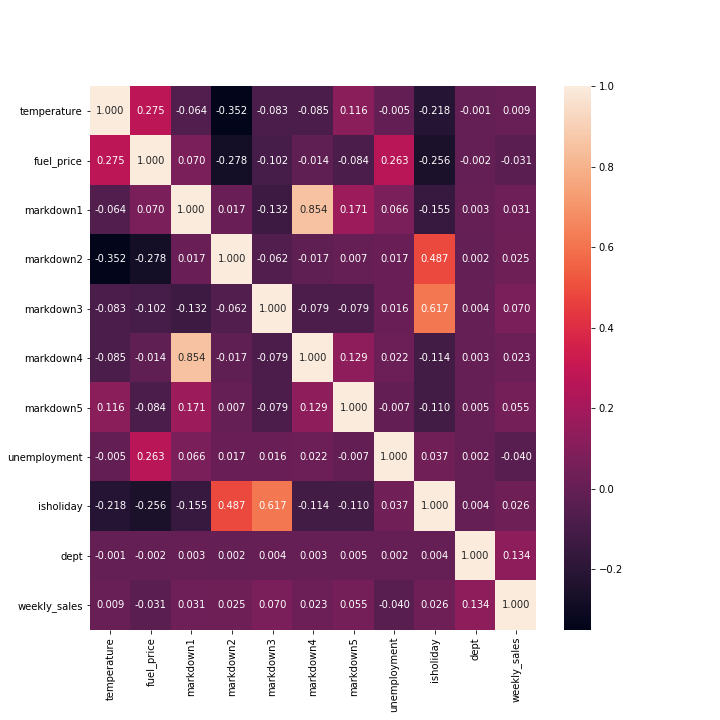 temperature 1.000 0.275 -0.064 -0.352 -0.083 -0.085 0.116 -0.005 -0.218 -0.001 0.009
fuel_price 0.275 1.000 0.070 -0.278 -0.102 -0.014 -0.084 0.263 -0.256 -0.002 -0.031
markdown1 -0.064 0.070 1.000 0.017 -0.132 0.854 0.171 0.066 -0.155 0.003 0.031
markdown2 -0.352 -0.278 0.017 1.000 -0.062 -0.017 0.007 0.017 0.487 0.002 0.025
markdown3 -0.083 -0.102 -0.132 -0.062 1.000 -0.079 -0.079 0.016 0.617 0.004 0.070
markdown4 -0.085 -0.014 0.854 -0.017 -0.079 1.000 0.129 0.022 -0.114 0.003 0.023
markdown5 0.116 -0.084 0.171 0.007 -0.079 0.129 1.000 -0.007 -0.110 0.005 0.055
unemployment -0.005 0.263 0.066 0.017 0.016 0.022 -0.007 1.000 0.037 0.002 -0.040
isholiday -0.218 -0.256 -0.155 0.487 0.617 -0.114 -0.110 0.037 1.000 0.004 0.026
dept -0.001 -0.002 0.003 0.002 0.004 0.003 0.005 0.002 0.004 1.000 0.134
weekly_sales 0.009 -0.031 0.031 0.025 0.070 0.023 0.055 -0.040 0.026 0.134 1.000
temperature
fuel_price
markdown1
markdown2
markdown3
markdown4
markdown5
unemployment
isholiday
dept
weekly_sales
1.0
0.8
0.6
0.4
0.2
0.0
−0.2